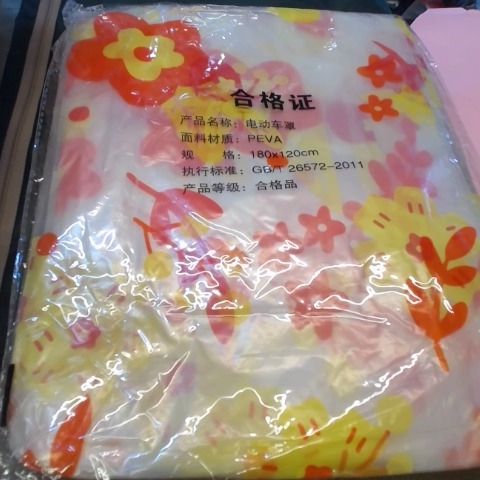 合格证
产品名称：电动车罩
面料材质：PEVA
规　格：180x120cm
执行标准：GB/T 26572-2011
产品等级：合格品